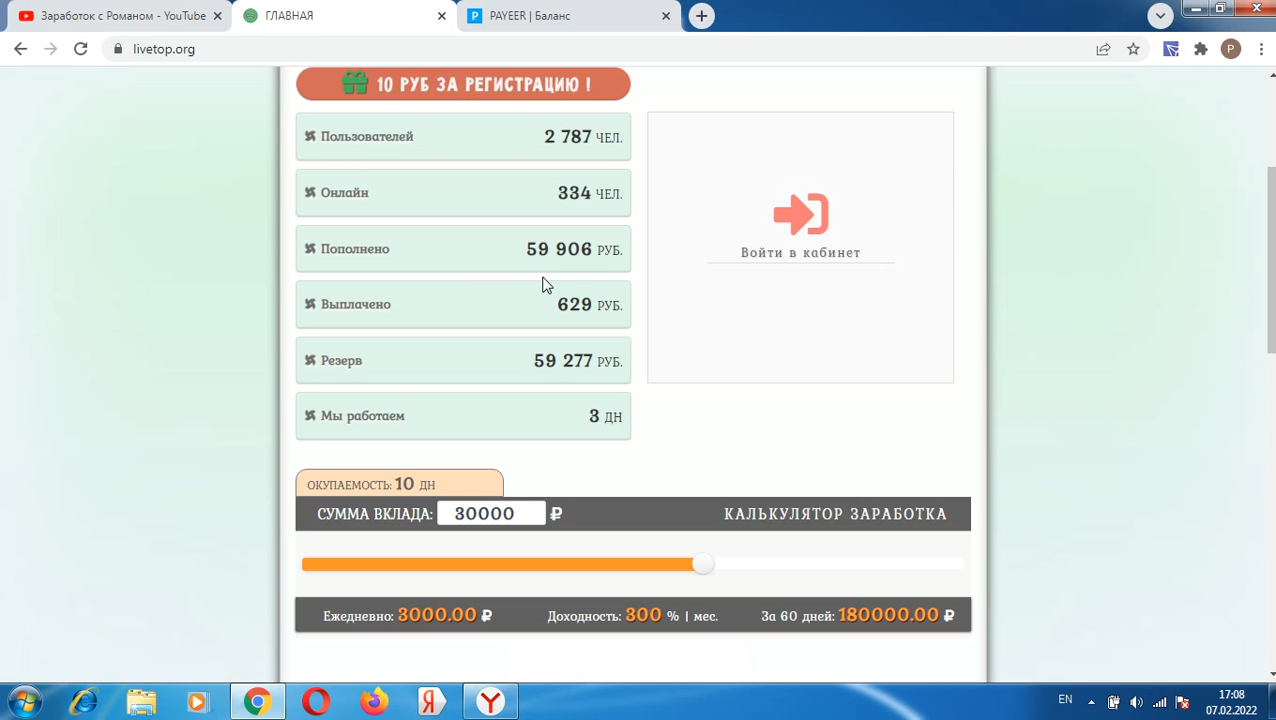 Заработок с Романом - YouTube
ГЛАВНАЯ
PAYEER | Баланс
livetop.org
P
10 РУБ ЗА РЕГИСТРАЦИЮ !
Пользователей 2 787 ЧЕЛ.
Онлайн 334 ЧЕЛ.
Пополнено 59 906 РУБ.
Выплачено 629 РУБ.
Резерв 59 277 РУБ.
Мы работаем 3 ДН
Войти в кабинет
ОКУПАЕМОСТЬ: 10 ДН
СУММА ВКЛАДА: 30000 ₽ КАЛЬКУЛЯТОР ЗАРАБОТКА
Ежедневно: 3000.00 ₽ Доходность: 300 % | мес. За 60 дней: 180000.00 ₽
EN
17:08
07.02.2022